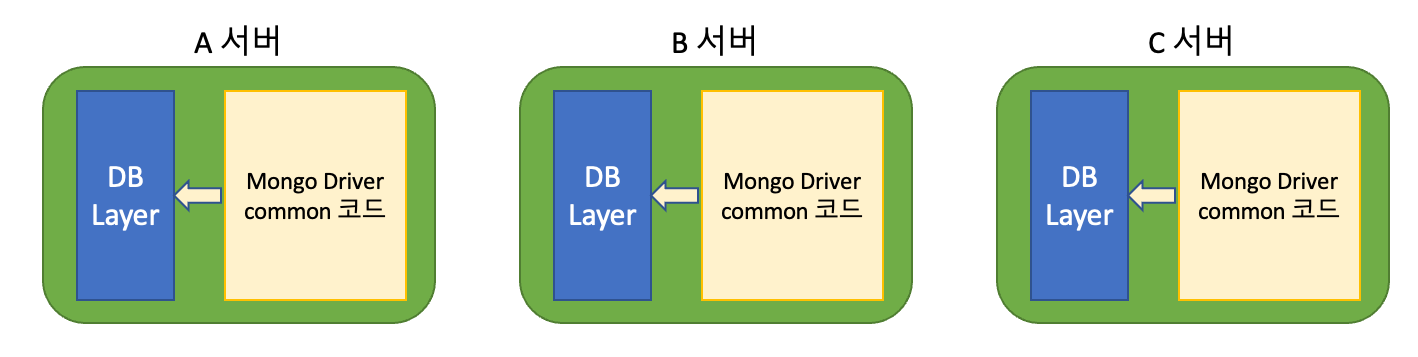 A 서버
DB
Layer
Mongo Driver
common 코드
B 서버
DB
Layer
Mongo Driver
common 코드
C 서버
DB
Layer
Mongo Driver
common 코드